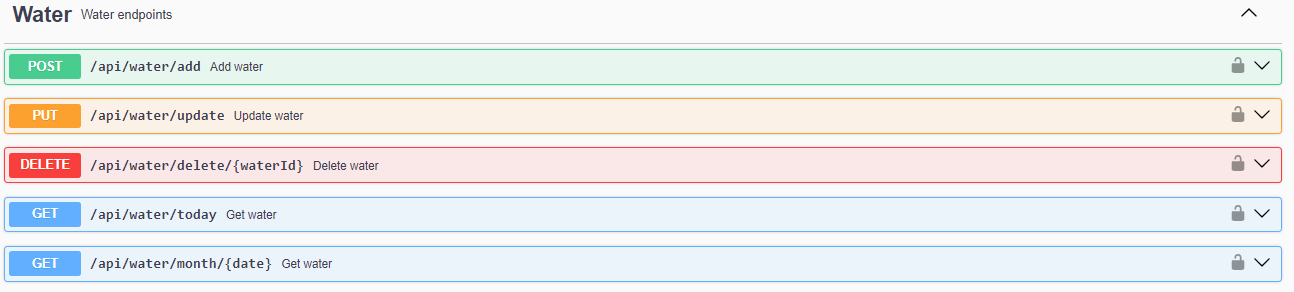 Water Water endpoints
POST /api/water/add Add water
PUT /api/water/update Update water
DELETE /api/water/delete/{waterId} Delete water
GET /api/water/today Get water
GET /api/water/month/{date} Get water